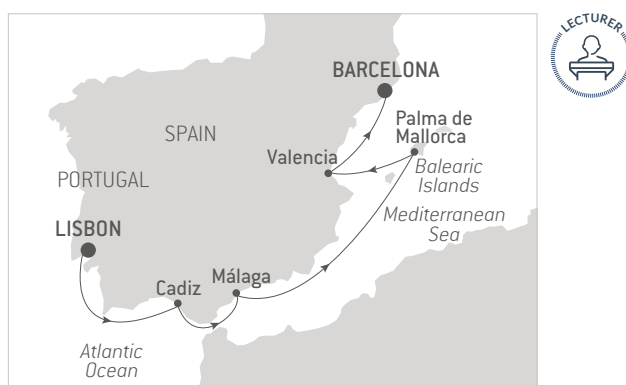 LECTURER
BARCELONA
SPAIN
Palma de
Mallorca
Valencia
Balearic
Islands
PORTUGAL
Mediterranean
Sea
LISBON
Málaga
Cadiz
Atlantic
Ocean